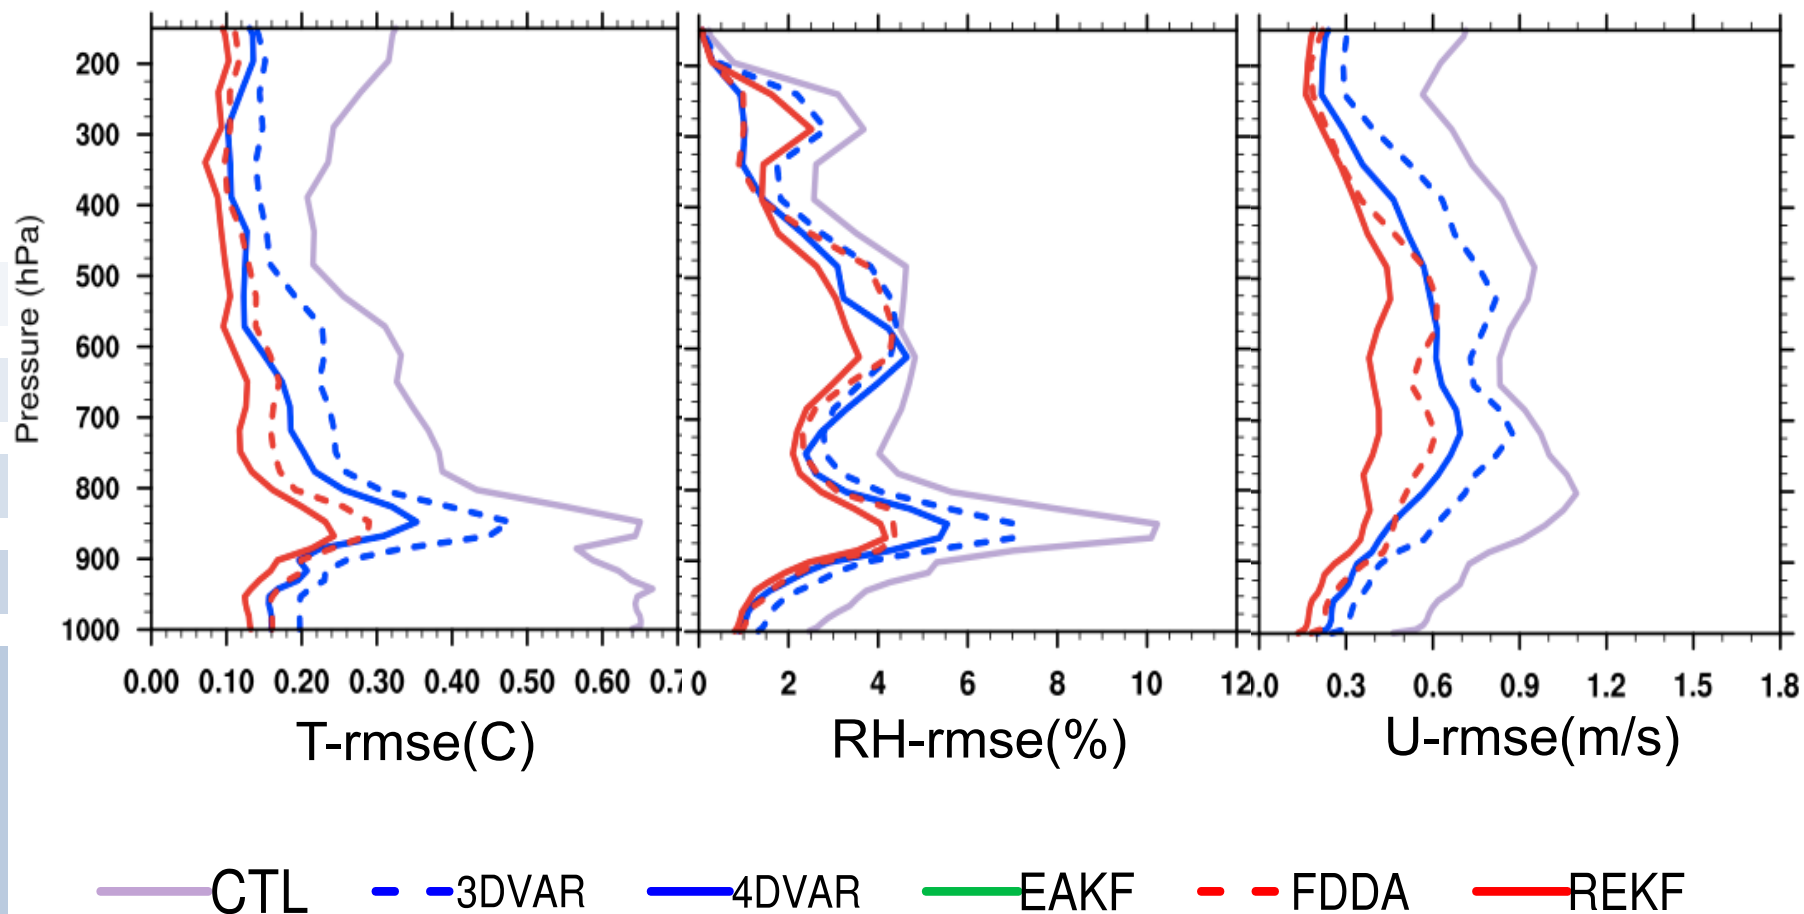 200
300
400
500
600
700
800
900
1000
Pressure (hPa)
0.00 0.10 0.20 0.30 0.40 0.50 0.60 0.7
0 2 4 6 8 10 12
.0 0.3 0.6 0.9 1.2 1.5 1.8
T-rmse(C)
RH-rmse(%)
U-rmse(m/s)
CTL 3DVAR 4DVAR EAKF FDDA REKF